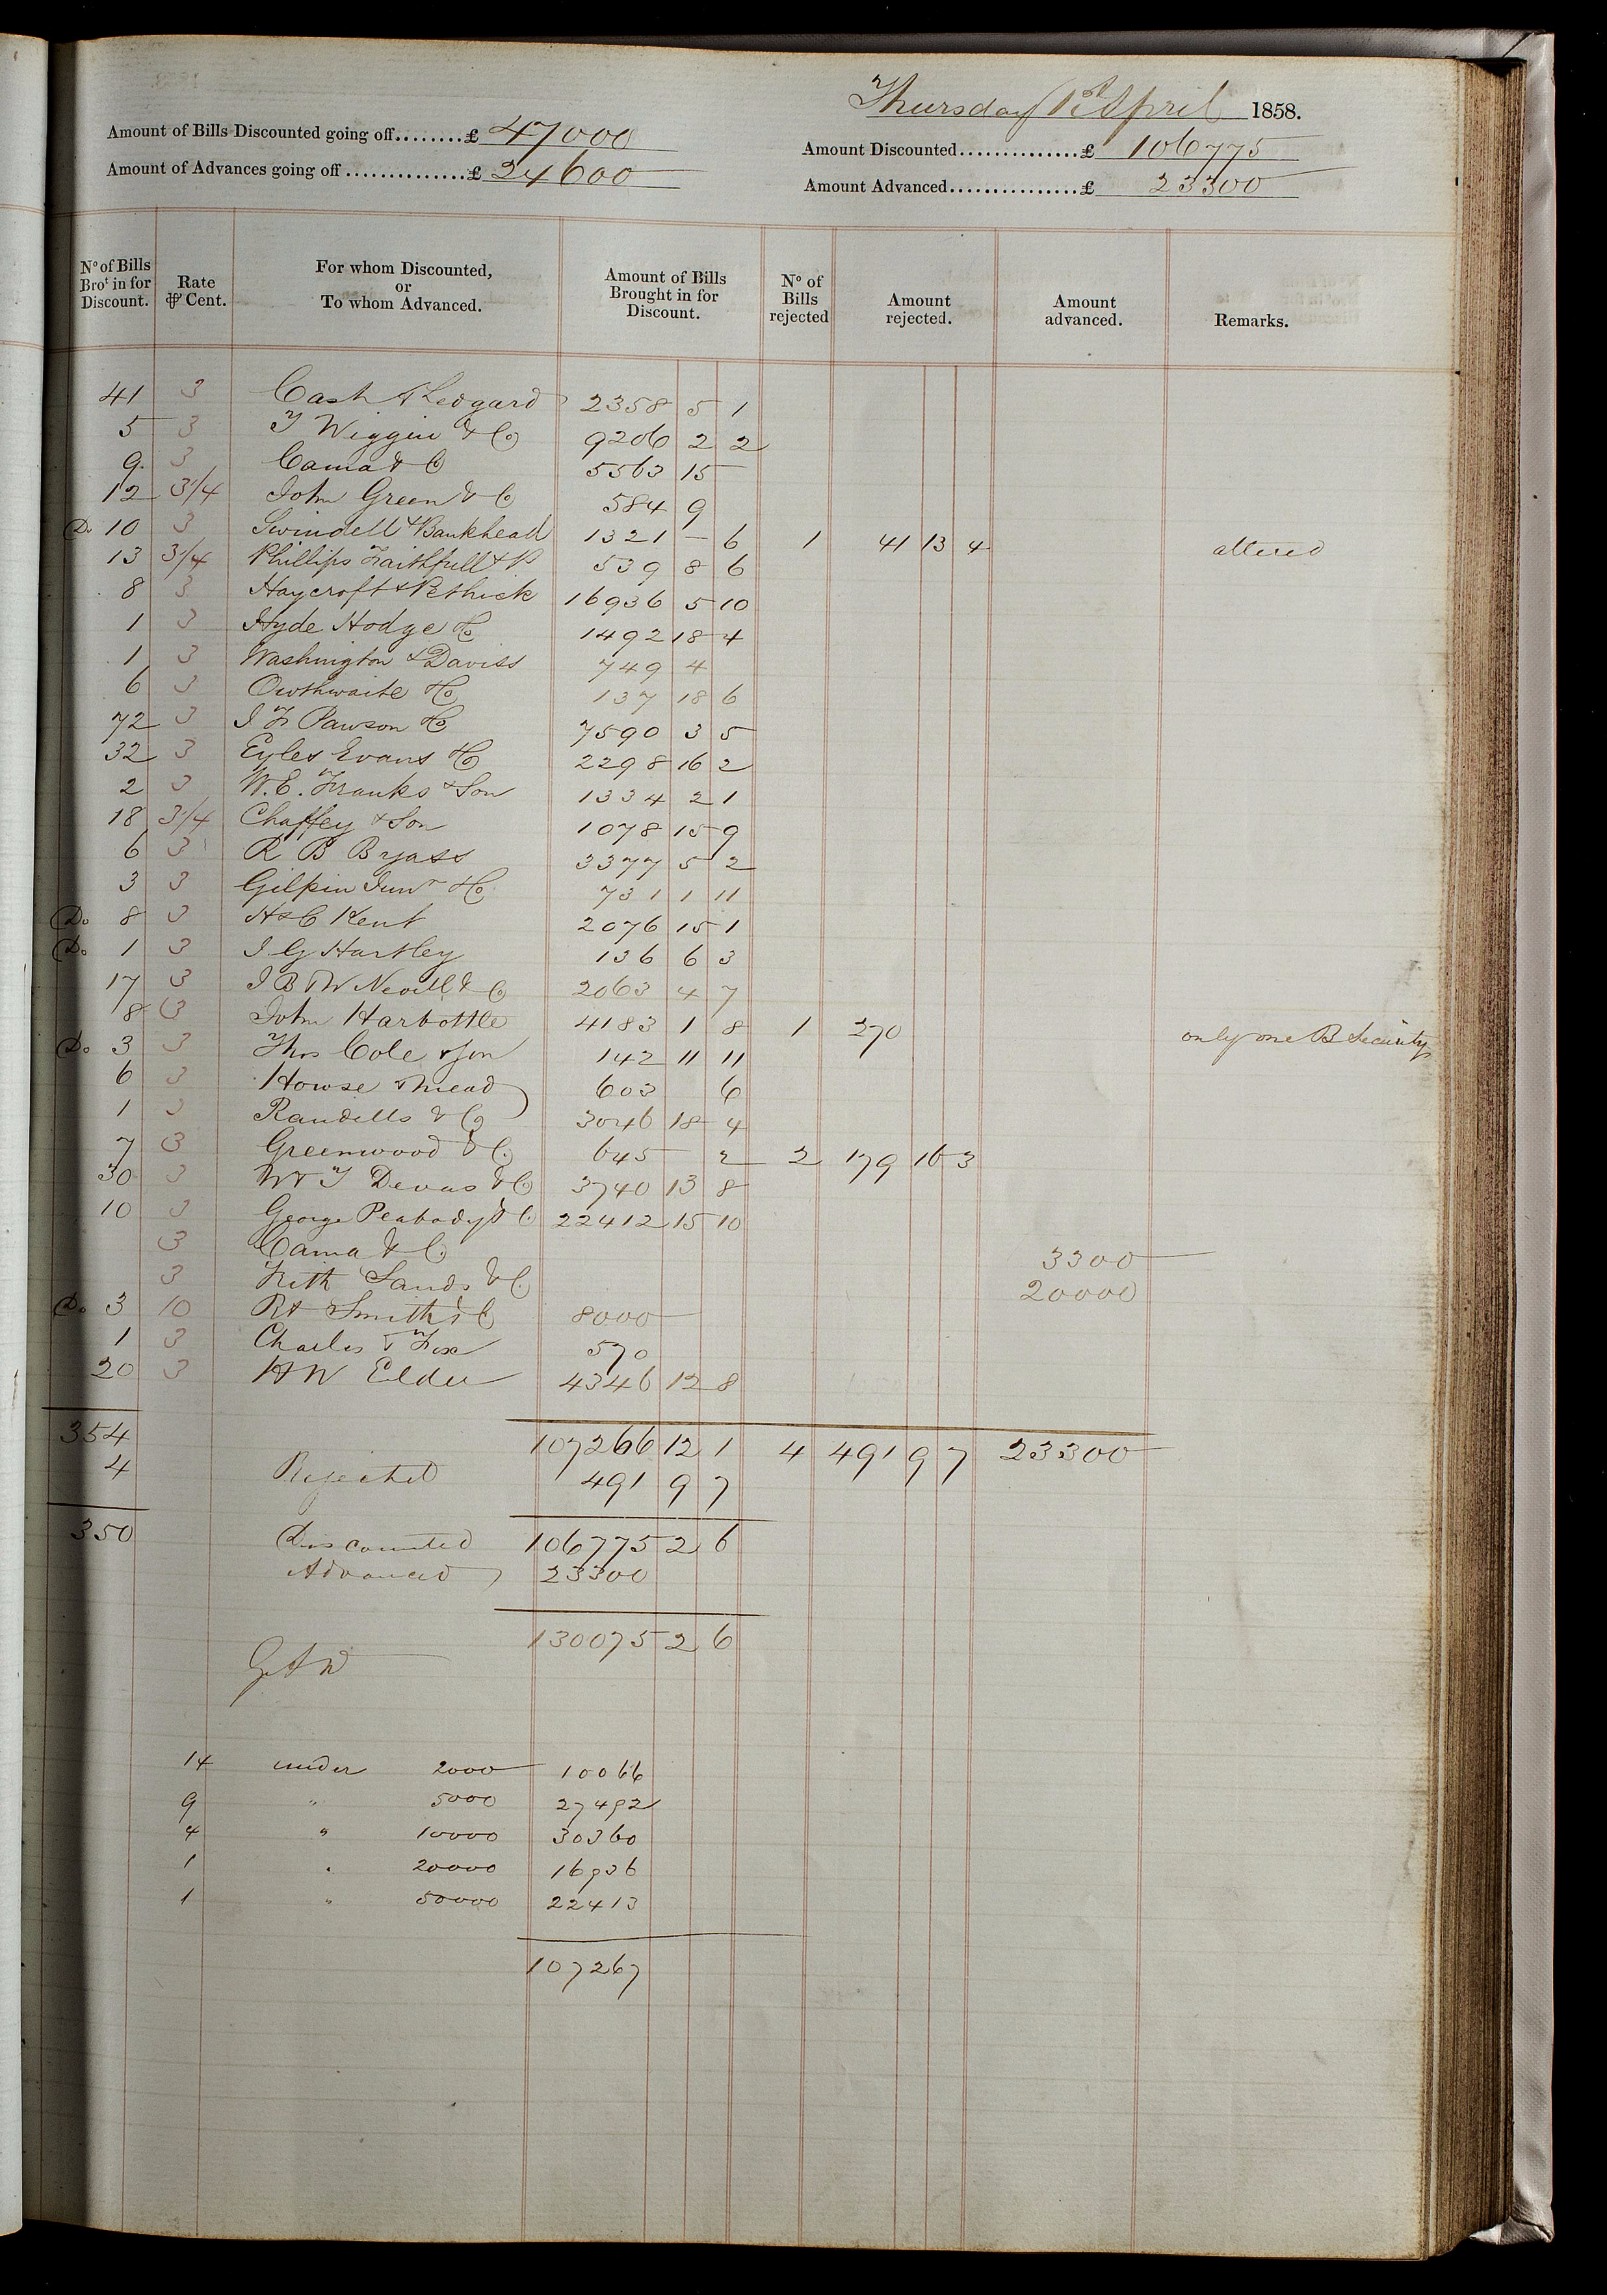 Thursday 1st April 1858.
Amount of Bills Discounted going off........£ 47000
Amount of Advances going off..............£ 24600
Amount Discounted..............£ 106775
Amount Advanced................£ 23300
No of Bills Brot in for Discount. Rate ⅌ Cent. For whom Discounted, or To whom Advanced. Amount of Bills Brought in for Discount. No of Bills rejected Amount rejected. Amount advanced. Remarks.
41 3 Cash & Ledgard 2358 5 1
5 3 T Wiggin & Co 9206 2 2
9 3 Cama & Co 5563 15
12 3 1/4 John Green & Co 584 9
Do 10 3 Swindell & Bankhead 1321 – 6 1 41 13 4 altered
13 3 1/4 Phillips Faithfull & P 539 8 6
8 3 Haycroft & Pethick 16936 5 10
1 3 Hyde Hodge & Co 1492 18 4
1 3 Washington & Daviss 749 4
6 3 Owthwaite & Co 137 18 6
72 3 J F Pawson & Co 7590 3 5
32 3 Eyles Evans & Co 2298 16 2
2 3 W. E. Franks & Son 1334 2 1
18 3 1/4 Chaffey & Son 1078 15 9
6 3 R B Byass 3377 5 2
3 3 Gilpin Junr & Co 731 1 11
Do 8 3 H & C Kent 2076 15 1
Do 1 3 J G Hartley 136 6 3
17 3 J B & W Nevill & Co 2063 4 7
8 3 John Harbottle 4183 1 8 1 270 only one B Security
Do 3 3 Thos Cole & Son 142 11 11
6 3 Howse & Mead 603 6
1 3 Randells & Co 3046 18 4
7 3 Greenwood & Co 645 2 2 179 16 3
30 3 W & T Devas & Co 3740 13 8
10 3 George Peabody & Co 22412 15 10
3 Cama & Co 3300
3 Frith Sands & Co 20000
Do 3 10 Rt Smith & Co 8000
1 3 Charles & Fox 570
20 3 H W Elder 4346 12 8
354 107266 12 1 4 491 9 7 23300
4 Rejected 491 9 7
350 Discounted 106775 2 6
Advanced 23300
130075 2 6
14 under 2000 10066
9 " 5000 27492
4 " 10000 30360
1 " 20000 16936
1 " 50000 22413
107267